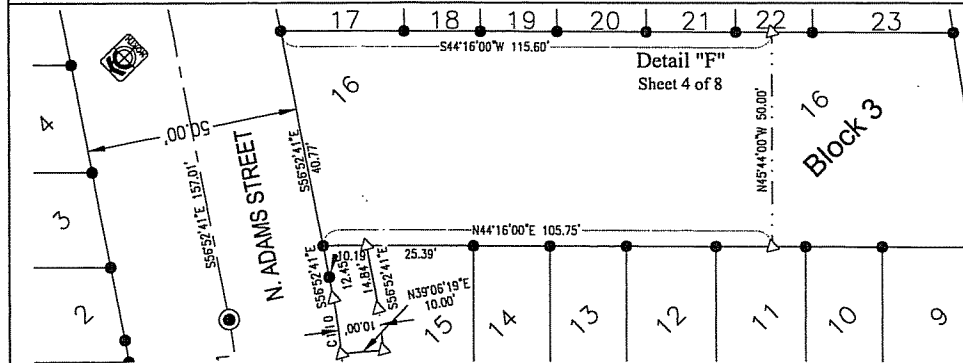 17
18
19
20
21
22
23
S44°16'00"W 115.60'
Detail "F"
Sheet 4 of 8
16
16
Block 3
NORTH
4
50.00'
S56°52'41"E
40.77'
N45°44'00"W 50.00'
3
S56°52'41"E 157.01'
N. ADAMS STREET
N44°16'00"E 105.75'
S56°52'41"E
10.19'
12.45'
14.84'
S56°52'41"E
25.39'
N39°06'19"E
10.00'
2
C110
10.00'
15
14
13
12
11
10
9
1